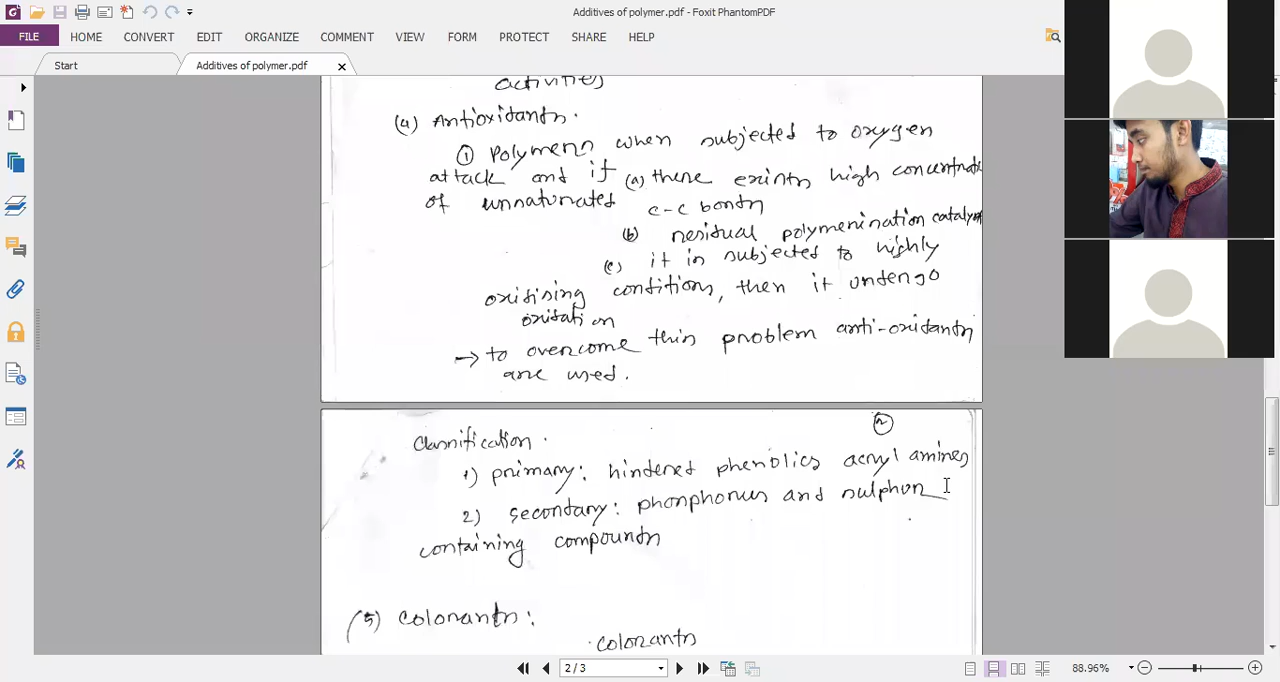 Additives of polymer.pdf - Foxit PhantomPDF
FILE HOME CONVERT EDIT ORGANIZE COMMENT VIEW FORM PROTECT SHARE HELP
Start Additives of polymer.pdf
activities
(4) Antioxidants.
① Polymers when subjected to oxygen
attack and if (a) there exists high concentrat
of unsaturated c-c bonds
(b) residual polymerisation catalys
(c) it is subjected to highly
oxidising conditions, then it undergo
oxidation
→ to overcome this problem anti-oxidants
are used.
②
Classification.
1) primary: hindered phenolics acryl amines
2) secondary: phosphorus and sulphur
containing compounds
(5) colorants:
colorants
2 / 3
88.96%